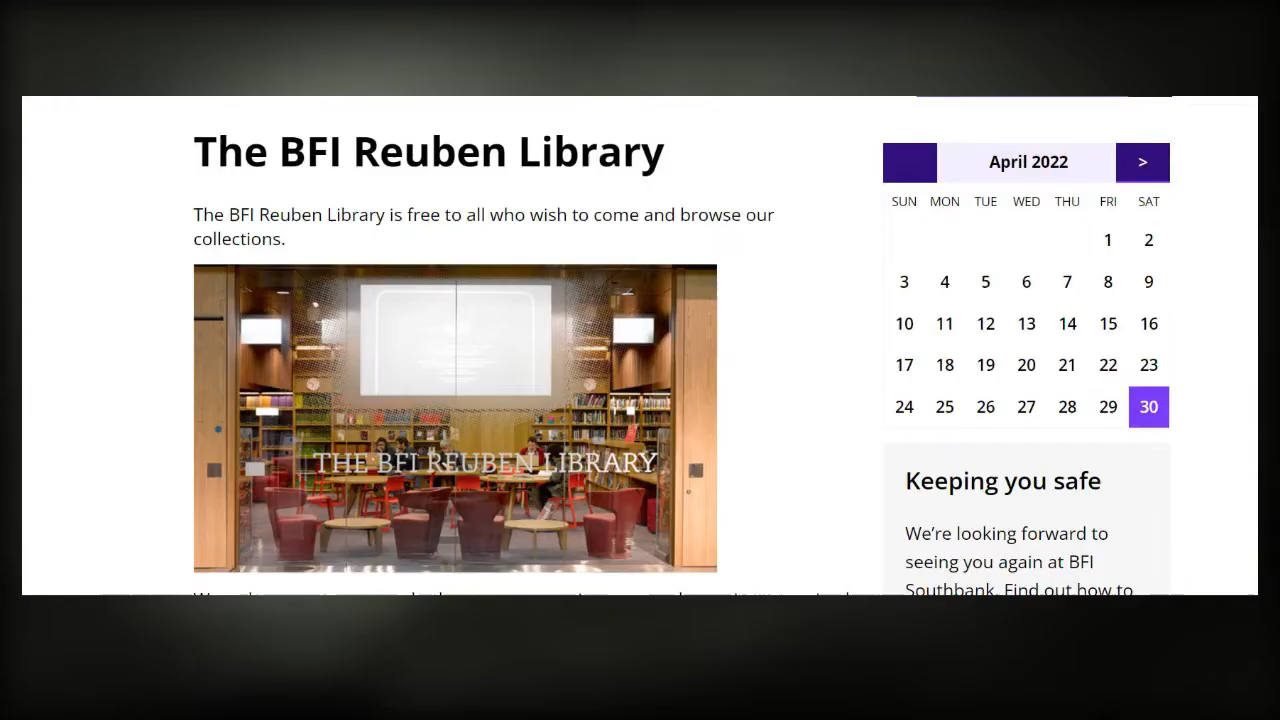 The BFI Reuben Library
The BFI Reuben Library is free to all who wish to come and browse our
collections.
THE BFI REUBEN LIBRARY
April 2022 >
SUN MON TUE WED THU FRI SAT
1 2
3 4 5 6 7 8 9
10 11 12 13 14 15 16
17 18 19 20 21 22 23
24 25 26 27 28 29 30
Keeping you safe
We’re looking forward to
seeing you again at BFI
Southbank. Find out how to